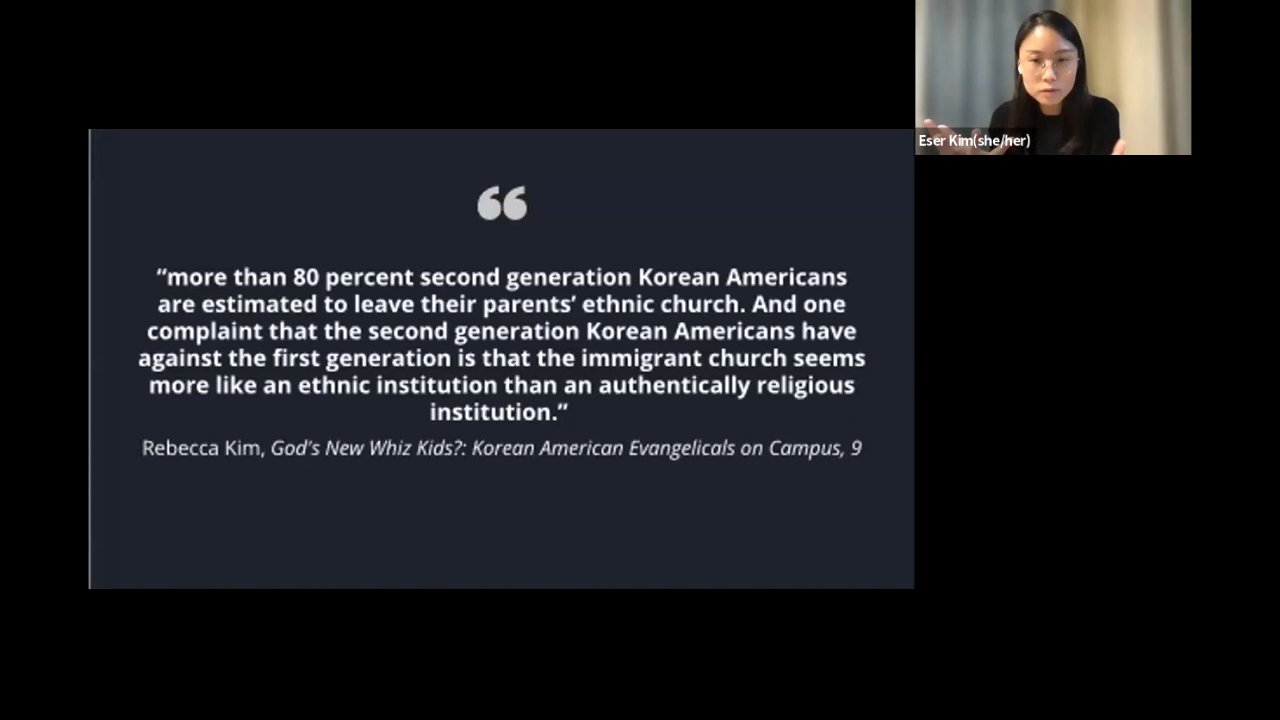 Eser Kim(she/her)
❝
“more than 80 percent second generation Korean Americans
are estimated to leave their parents’ ethnic church. And one
complaint that the second generation Korean Americans have
against the first generation is that the immigrant church seems
more like an ethnic institution than an authentically religious
institution.”
Rebecca Kim, God's New Whiz Kids?: Korean American Evangelicals on Campus, 9